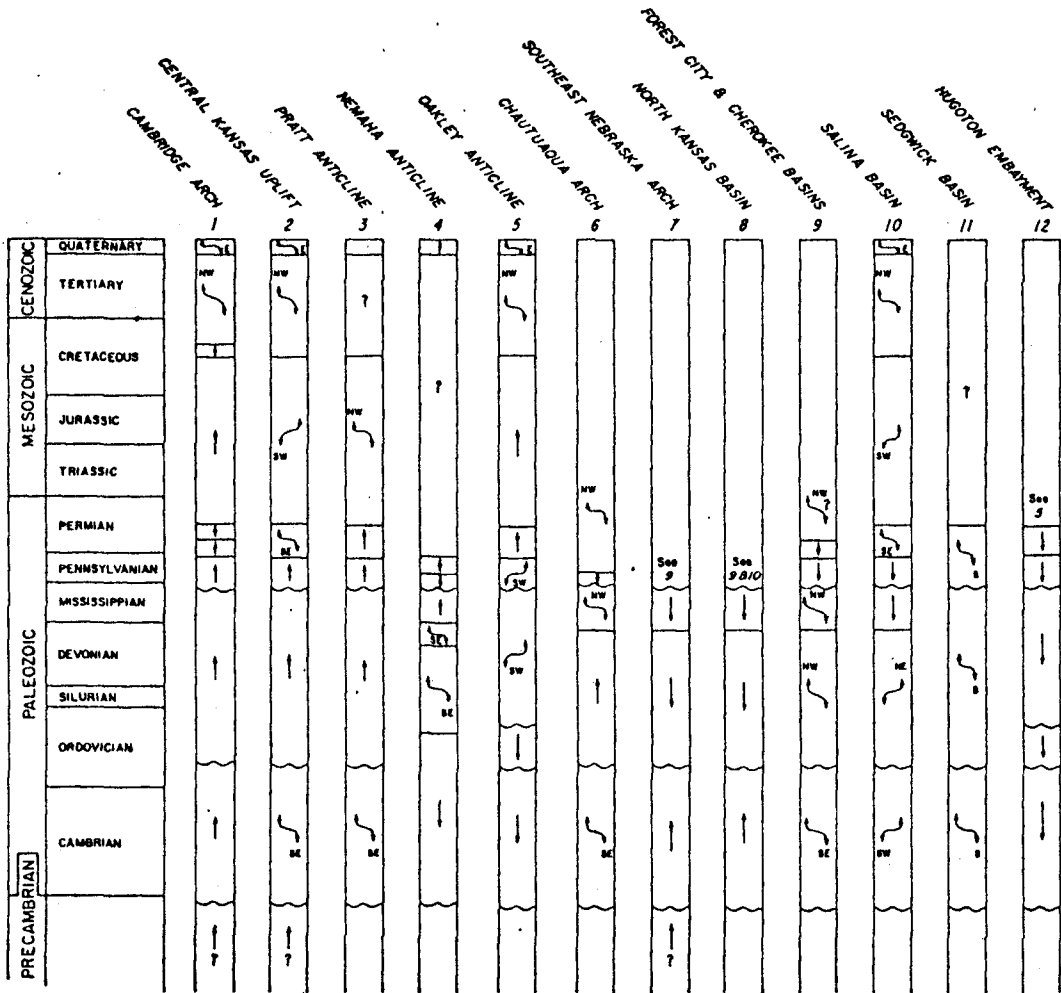 CAMBRIDGE ARCH
CENTRAL KANSAS UPLIFT
PRATT ANTICLINE
NEMAHA ANTICLINE
OAKLEY ANTICLINE
CHAUTUAQUA ARCH
SOUTHEAST NEBRASKA ARCH
NORTH KANSAS BASIN
FOREST CITY & CHEROKEE BASINS
SALINA BASIN
SEDGWICK BASIN
HUGOTON EMBAYMENT
1 2 3 4 5 6 7 8 9 10 11 12
CENOZOIC
QUATERNARY
E E E E
TERTIARY
NW NW ? NW NW
MESOZOIC
CRETACEOUS
? ?
JURASSIC
NW
SW SW
TRIASSIC
NW NW ?
PALEOZOIC
PERMIAN
See 5
SE SE
PENNSYLVANIAN
SW See 9 See 9 & 10 S
MISSISSIPPIAN
NW NW
DEVONIAN
SE SW NW NE S
SILURIAN
SE
ORDOVICIAN
CAMBRIAN
SE SE SE SE SW S
PRECAMBRIAN
? ? ?